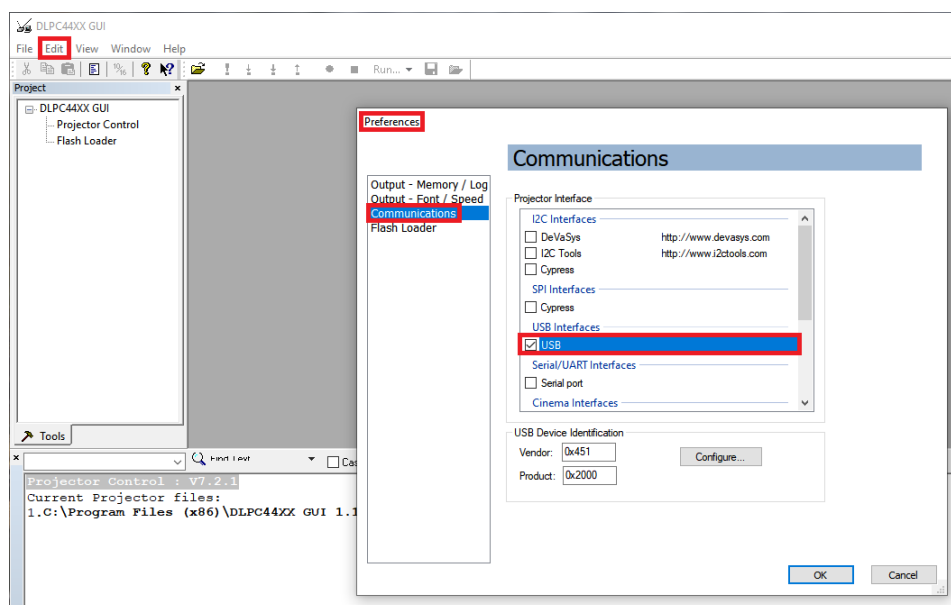 DLPC44XX GUI
File Edit View Window Help
Run...
Project
DLPC44XX GUI
Projector Control
Flash Loader
Tools
Find Text
Cas
Projector Control : V7.2.1
Current Projector files:
1.C:\Program Files (x86)\DLPC44XX GUI 1.1
Preferences
Output - Memory / Log
Output - Font / Speed
Communications
Flash Loader
Communications
Projector Interface
I2C Interfaces
DeVaSys http://www.devasys.com
I2C Tools http://www.i2ctools.com
Cypress
SPI Interfaces
Cypress
USB Interfaces
USB
Serial/UART Interfaces
Serial port
Cinema Interfaces
USB Device Identification
Vendor: 0x451
Configure...
Product: 0x2000
OK Cancel